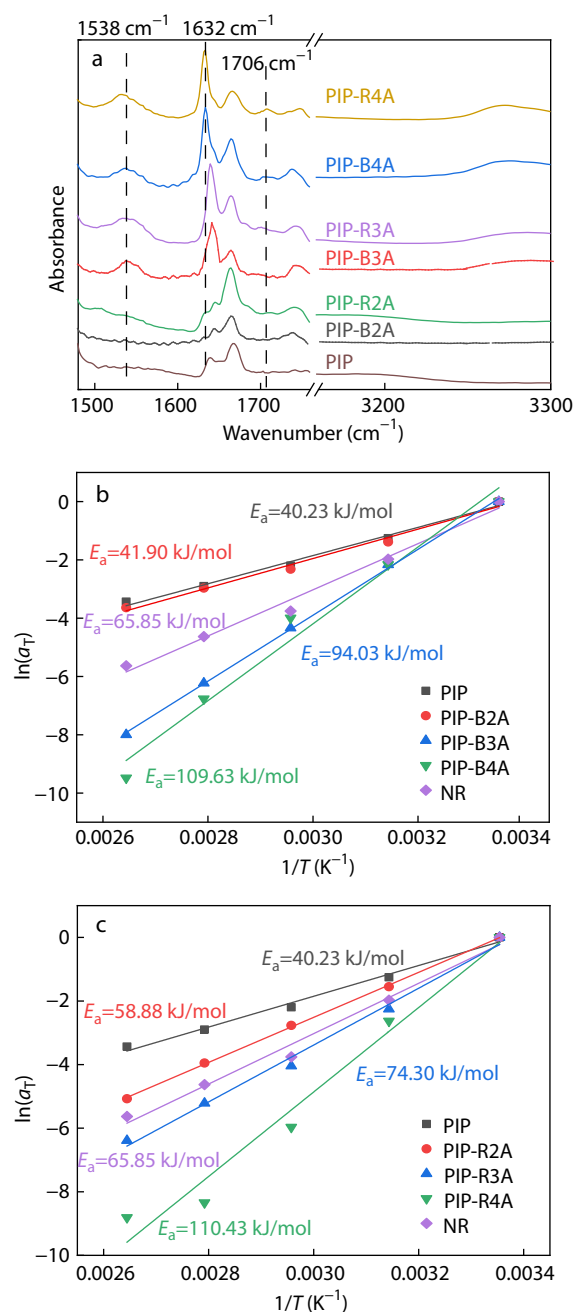 1538 cm⁻¹ 1632 cm⁻¹
1706 cm⁻¹
a
PIP-R4A
PIP-B4A
PIP-R3A
PIP-B3A
PIP-R2A
PIP-B2A
PIP
Absorbance
1500 1600 1700 3200 3300
Wavenumber (cm⁻¹)
b
Eₐ=40.23 kJ/mol
Eₐ=41.90 kJ/mol
Eₐ=65.85 kJ/mol
Eₐ=94.03 kJ/mol
Eₐ=109.63 kJ/mol
PIP
PIP-B2A
PIP-B3A
PIP-B4A
NR
0
−2
−4
−6
−8
−10
ln(a_T)
0.0026 0.0028 0.0030 0.0032 0.0034
1/T (K⁻¹)
c
Eₐ=40.23 kJ/mol
Eₐ=58.88 kJ/mol
Eₐ=74.30 kJ/mol
Eₐ=65.85 kJ/mol
Eₐ=110.43 kJ/mol
PIP
PIP-R2A
PIP-R3A
PIP-R4A
NR
0
−2
−4
−6
−8
−10
ln(a_T)
0.0026 0.0028 0.0030 0.0032 0.0034
1/T (K⁻¹)